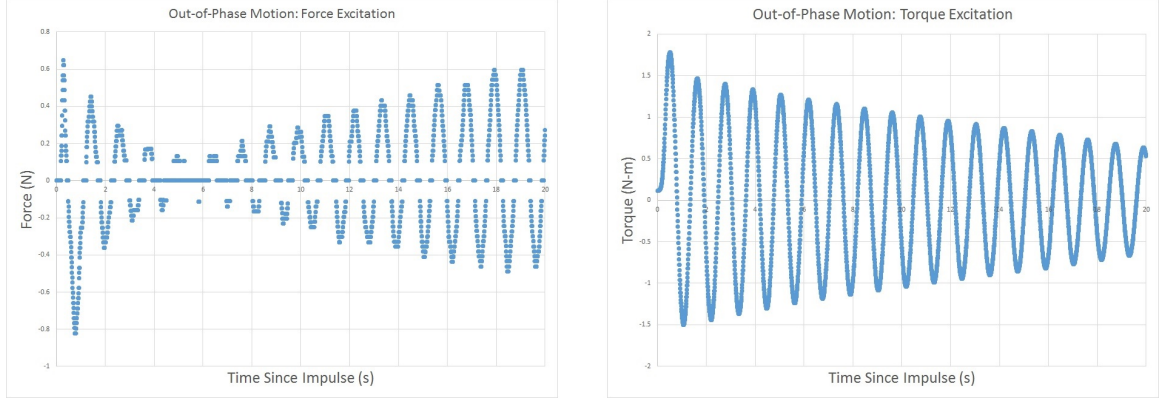 Out-of-Phase Motion: Force Excitation
0.8
0.6
0.4
0.2
0
-0.2
-0.4
-0.6
-0.8
-1
0 2 4 6 8 10 12 14 16 18 20
Force (N)
Time Since Impulse (s)
Out-of-Phase Motion: Torque Excitation
2
1.5
1
0.5
0
-0.5
-1
-1.5
-2
0 2 4 6 8 10 12 14 16 18 20
Torque (N-m)
Time Since Impulse (s)